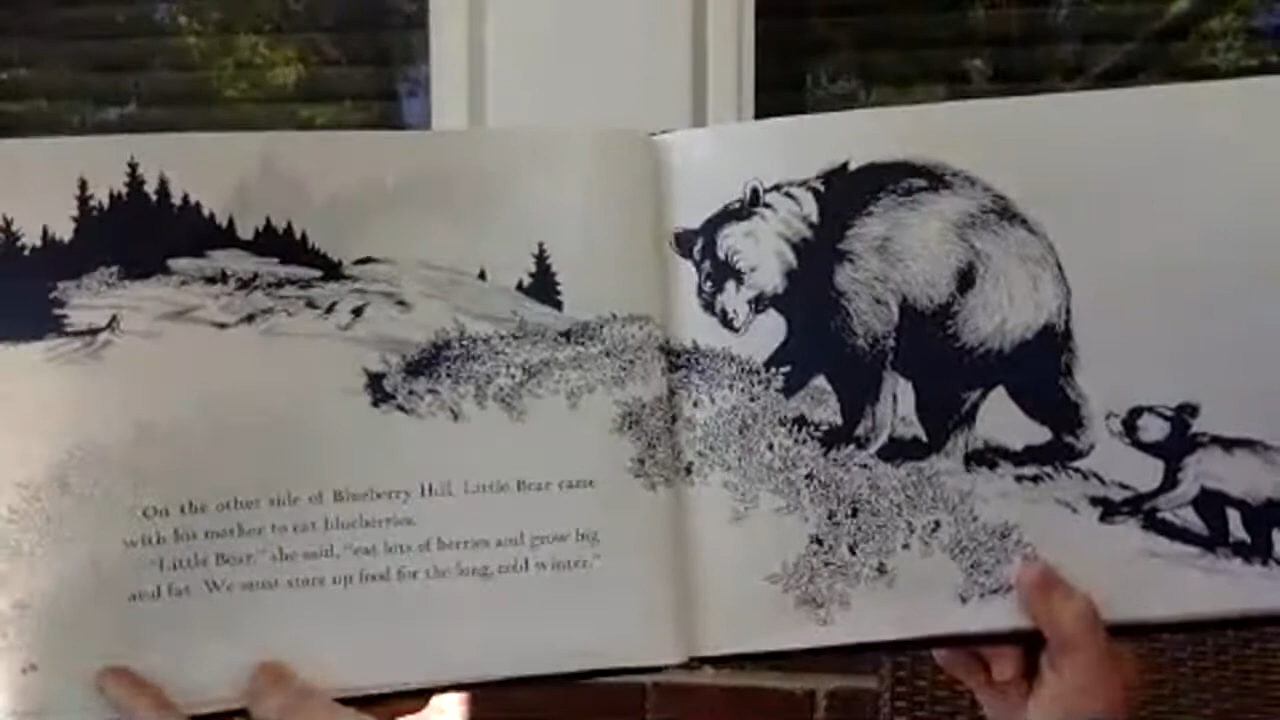 On the other side of Blueberry Hill, Little Bear came
with his mother to eat blueberries.
"Little Bear," she said, "eat lots of berries and grow big
and fat. We must store up food for the long, cold winter."